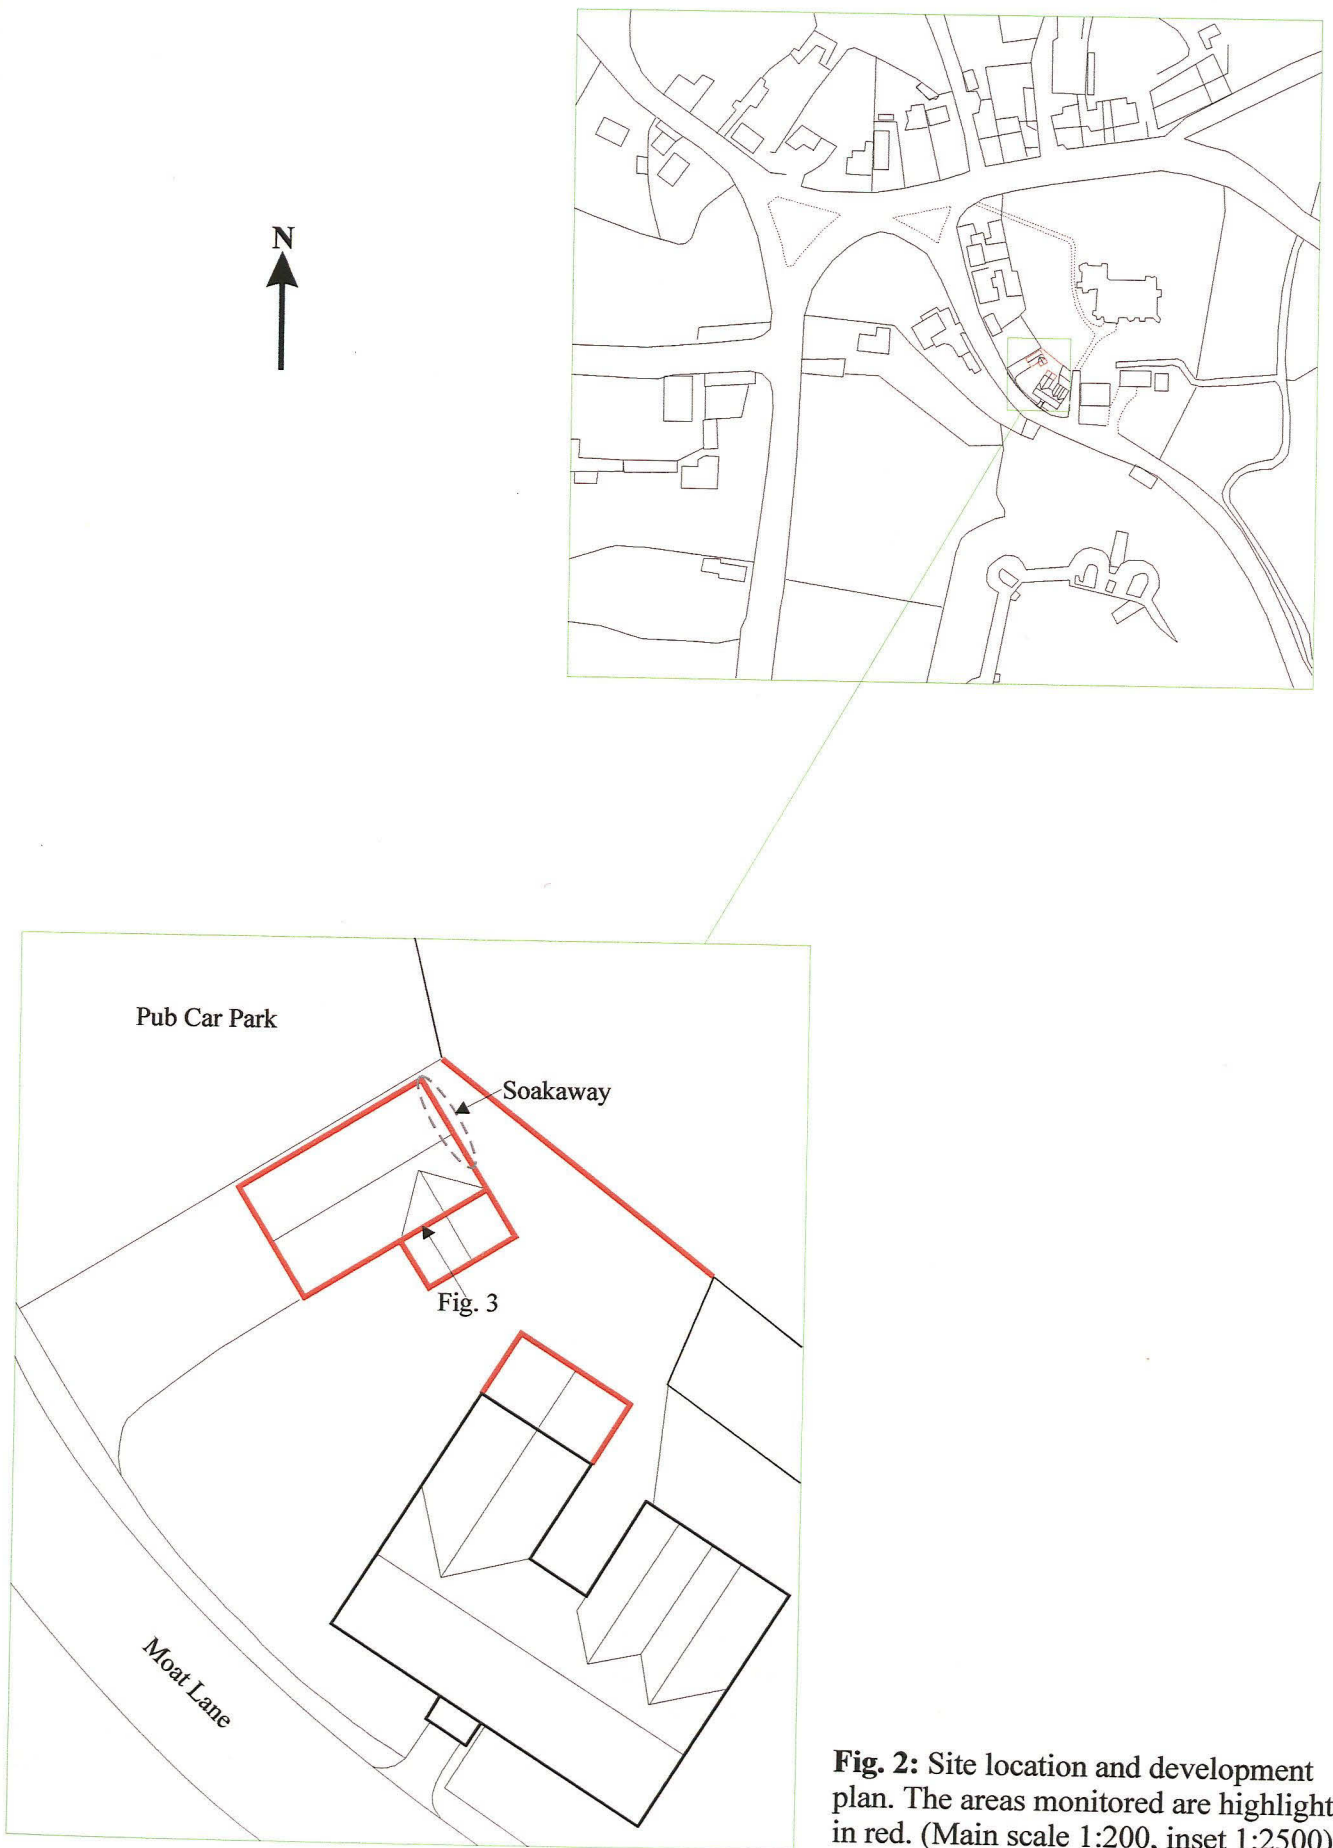 N
Pub Car Park
Soakaway
Fig. 3
Moat Lane
Fig. 2: Site location and development
plan. The areas monitored are highlight
in red. (Main scale 1:200, inset 1:2500)